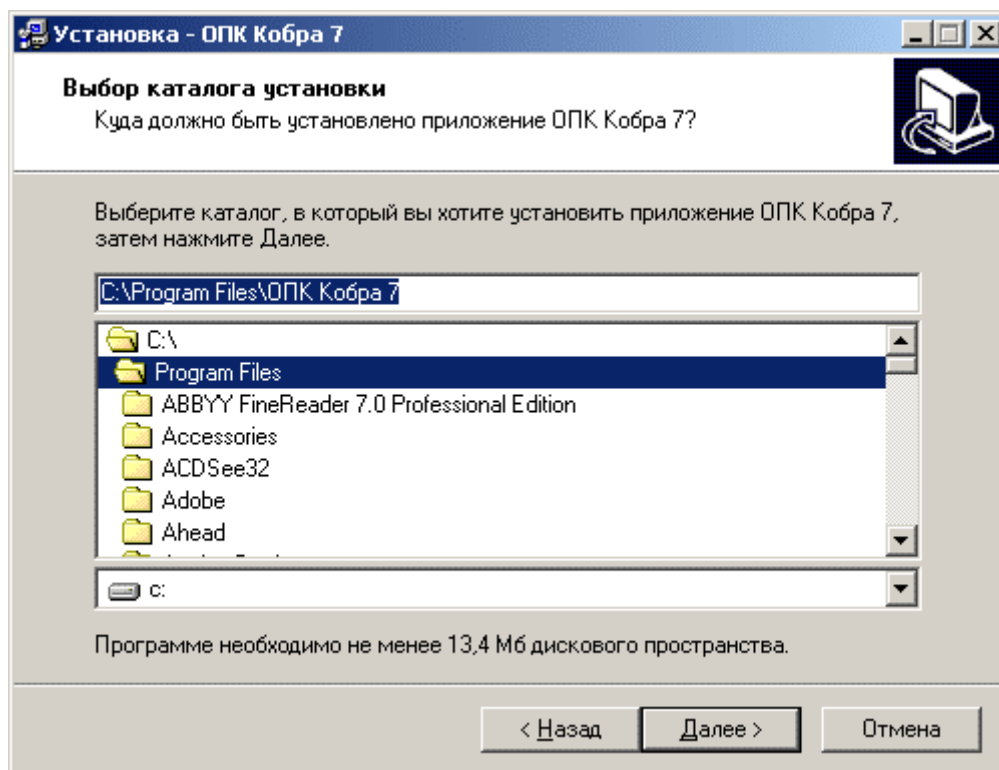 Установка - ОПК Кобра 7
Выбор каталога установки
Куда должно быть установлено приложение ОПК Кобра 7?
Выберите каталог, в который вы хотите установить приложение ОПК Кобра 7,
затем нажмите Далее.
C:\Program Files\ОПК Кобра 7
C:\
Program Files
ABBYY FineReader 7.0 Professional Edition
Accessories
ACDSee32
Adobe
Ahead
c:
Программе необходимо не менее 13,4 Мб дискового пространства.
< Назад
Далее >
Отмена